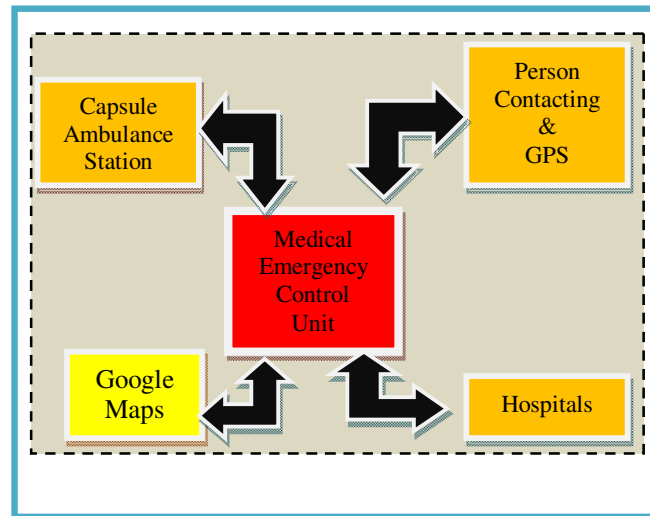 Capsule
Ambulance
Station
Person
Contacting
&
GPS
Medical
Emergency
Control
Unit
Google
Maps
Hospitals